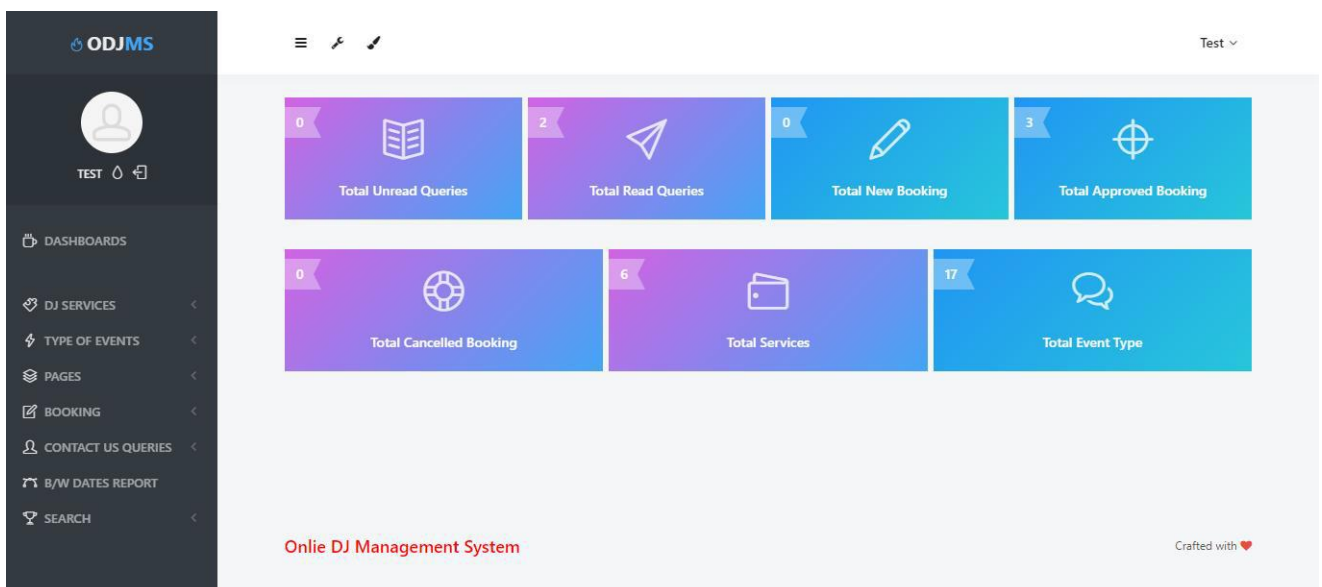 ODJMS
Test
TEST
DASHBOARDS
DJ SERVICES
TYPE OF EVENTS
PAGES
BOOKING
CONTACT US QUERIES
B/W DATES REPORT
SEARCH
0
Total Unread Queries
2
Total Read Queries
0
Total New Booking
3
Total Approved Booking
0
Total Cancelled Booking
6
Total Services
17
Total Event Type
Onlie DJ Management System
Crafted with